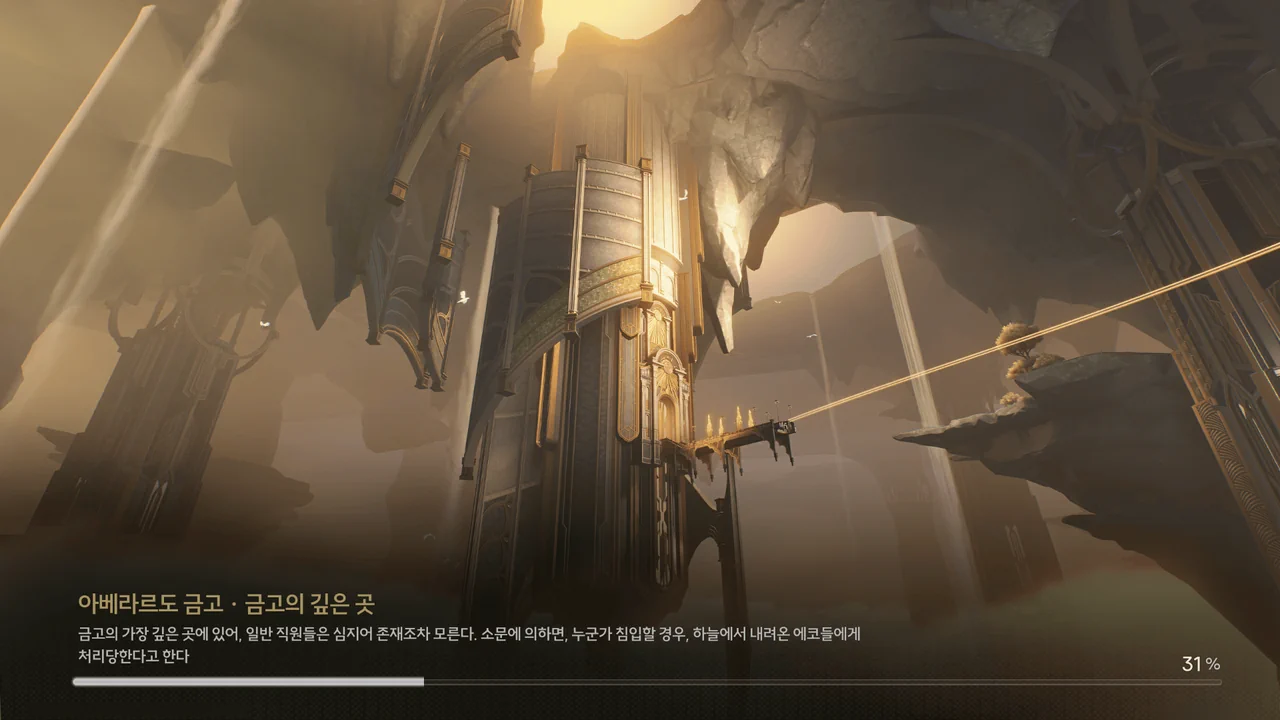 아베라르도 금고 · 금고의 깊은 곳
금고의 가장 깊은 곳에 있어, 일반 직원들은 심지어 존재조차 모른다. 소문에 의하면, 누군가 침입할 경우, 하늘에서 내려온 에코들에게
처리당한다고 한다
31 %